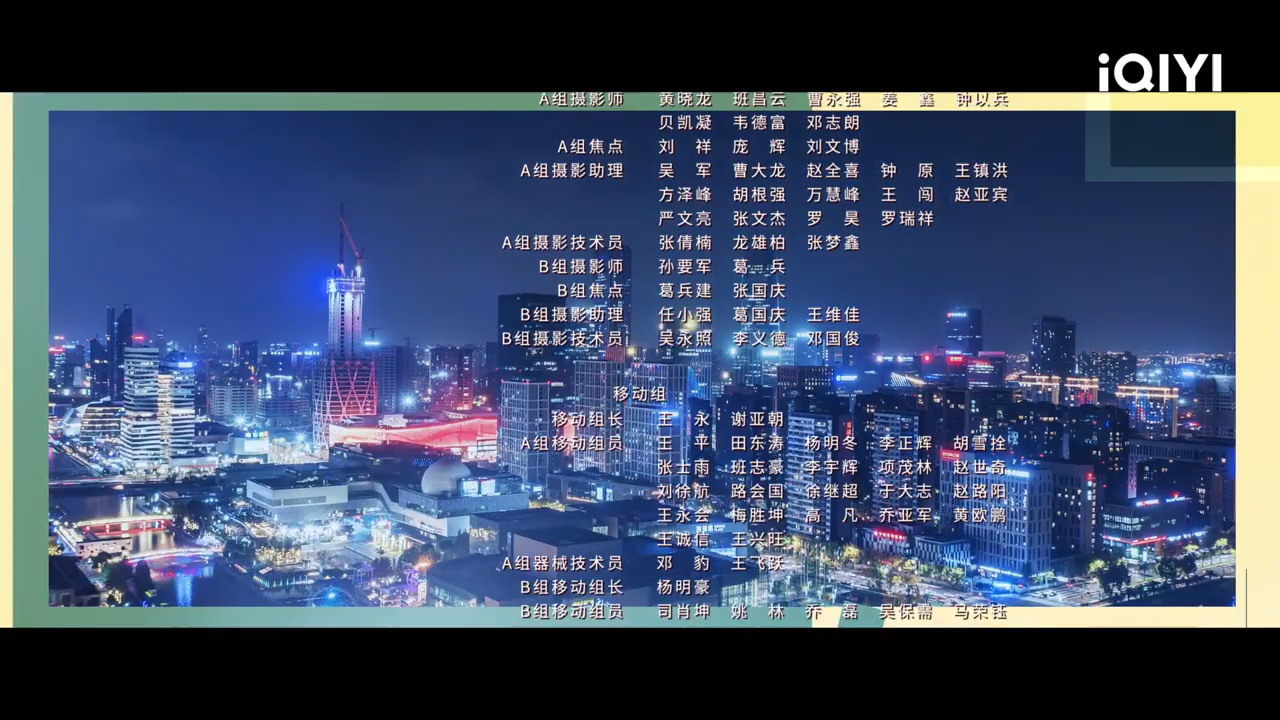 iQIYI
A组摄影师 黄晓龙 班昌云 曹永强 姜 鑫 钟以兵
贝凯凝 韦德富 邓志朗
A组焦点 刘 祥 庞 辉 刘文博
A组摄影助理 吴 军 曹大龙 赵全喜 钟 原 王镇洪
方泽峰 胡根强 万慧峰 王 闯 赵亚宾
严文亮 张文杰 罗 昊 罗瑞祥
A组摄影技术员 张倩楠 龙雄柏 张梦鑫
B组摄影师 孙要军 葛 兵
B组焦点 葛兵建 张国庆
B组摄影助理 任小强 葛国庆 王维佳
B组摄影技术员 吴永照 李义德 邓国俊
移动组
移动组长 王 永 谢亚朝
A组移动组员 王 平 田东涛 杨明冬 李正辉 胡雪拴
张士雨 班志豪 李宇辉 项茂林 赵世奇
刘徐航 路会国 徐继超 于大志 赵路阳
王永会 梅胜坤 高 凡 乔亚军 黄欧鹏
王诚信 王兴旺
A组器械技术员 邓 豹 王飞跃
B组移动组长 杨明豪
B组移动组员 司肖坤 姚 林 乔 磊 吴保需 马荣钰